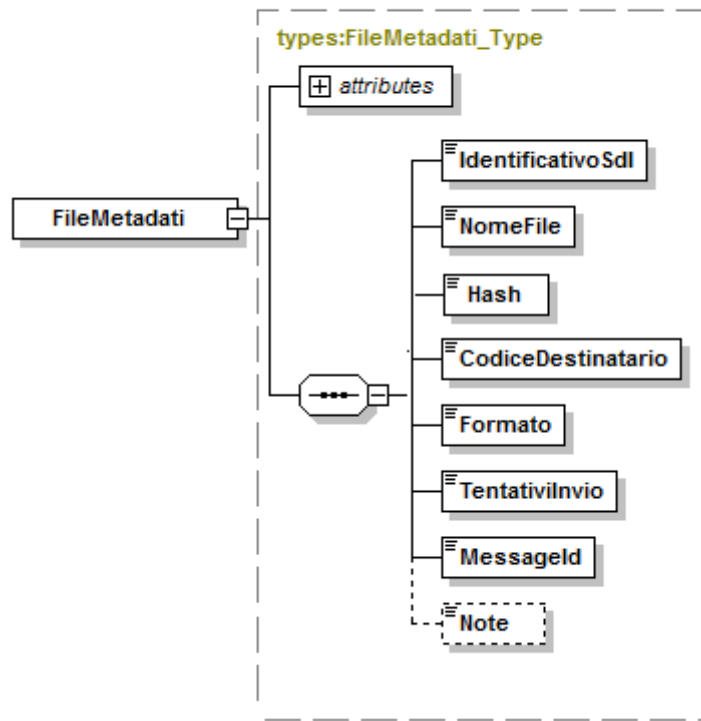 types:FileMetadati_Type
attributes
IdentificativoSdI
FileMetadati
NomeFile
Hash
CodiceDestinatario
Formato
TentativiInvio
MessageId
Note